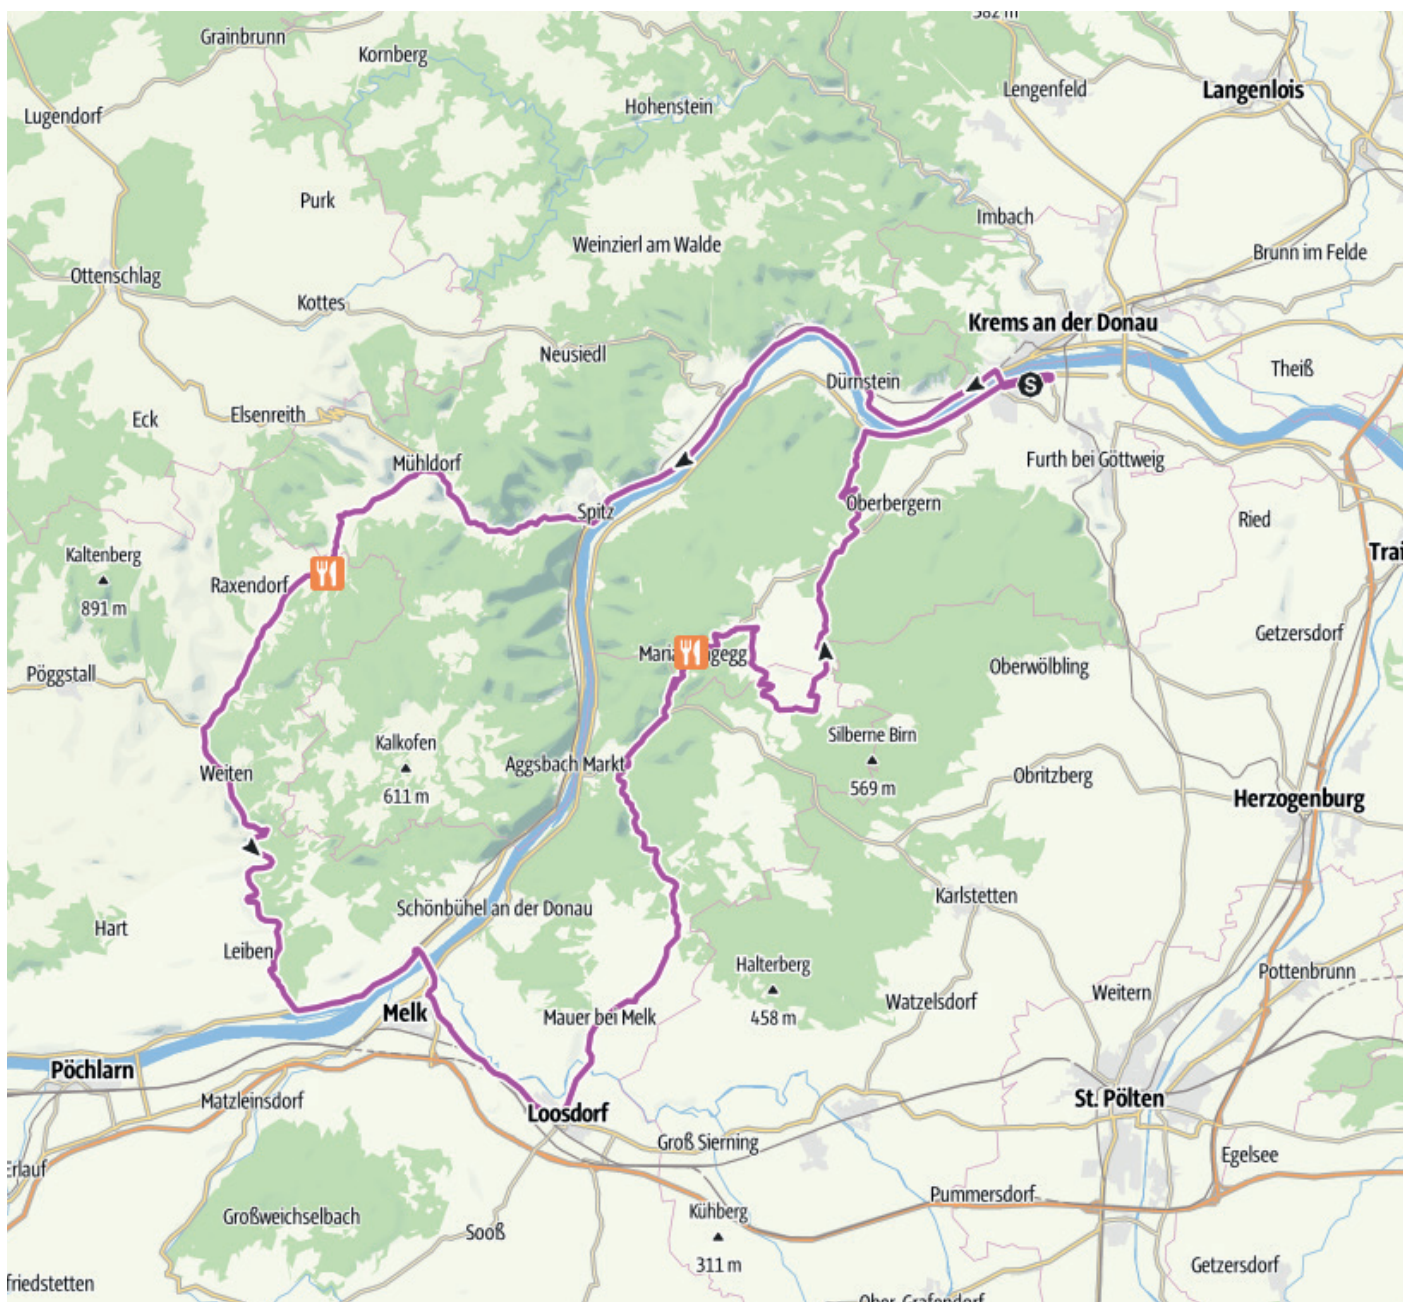 382 m
Grainbrunn
Kornberg
Lengenfeld
Langenlois
Hohenstein
Lugendorf
Purk
Imbach
Weinzierl am Walde
Brunn im Felde
Ottenschlag
Kottes
Krems an der Donau
Neusiedl
Theiß
Dürnstein
S
Eck
Elsenreith
Mühldorf
Furth bei Göttweig
Oberbergern
Spitz
Ried
Kaltenberg
891 m
Raxendorf
Trai
Getzersdorf
Maria
gegg
Oberwölbling
Pöggstall
Silberne Birn
569 m
Kalkofen
611 m
Weiten
Aggsbach Markt
Obritzberg
Herzogenburg
Karlstetten
Schönbühel an der Donau
Hart
Leiben
Halterberg
458 m
Pottenbrunn
Weitern
Watzelsdorf
Melk
Mauer bei Melk
Pöchlarn
Matzleinsdorf
St. Pölten
Loosdorf
Groß Sierning
Erlauf
Egelsee
Pummersdorf
Großweichselbach
Kühberg
311 m
Sooß
Getzersdorf
friedstetten
Ober-Grafendorf